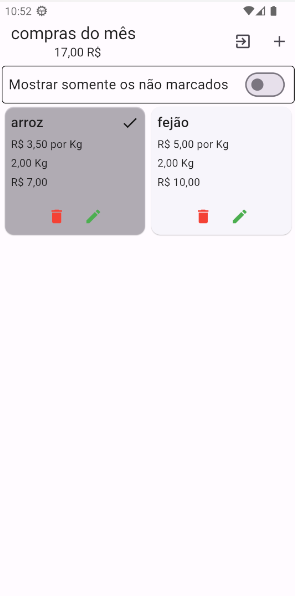 10:52
compras do mês
17,00 R$
Mostrar somente os não marcados
arroz
R$ 3,50 por Kg
2,00 Kg
R$ 7,00
fejão
R$ 5,00 por Kg
2,00 Kg
R$ 10,00